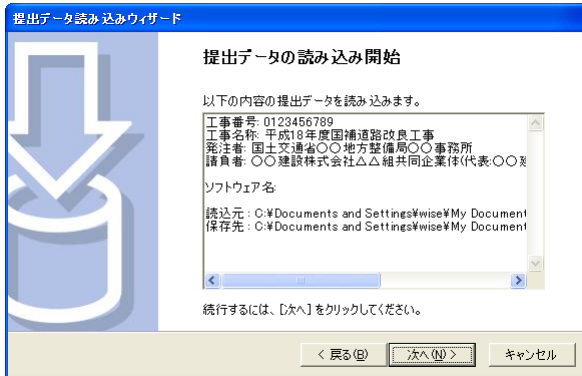 提出データ読み込みウィザード
提出データの読み込み開始
以下の内容の提出データを読み込みます。
工事番号: 0123456789
工事名称: 平成18年度国補道路改良工事
発注者: 国土交通省〇〇地方整備局〇〇事務所
請負者: 〇〇建設株式会社△△組共同企業体(代表:〇〇建
ソフトウェア名:
読込元 : C:¥Documents and Settings¥wise¥My Document
保存先 : C:¥Documents and Settings¥wise¥My Document
続行するには、[次へ] をクリックしてください。
< 戻る(B)
次へ(N) >
キャンセル